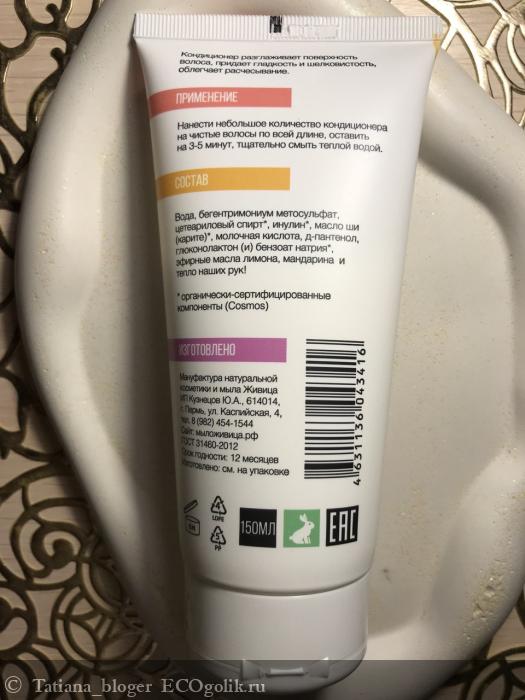 Кондиционер разглаживает поверхность
волоса, придает гладкость и шелковистость,
облегчает расчесывание.
ПРИМЕНЕНИЕ
Нанести небольшое количество кондиционера
на чистые волосы по всей длине, оставить
на 3-5 минут, тщательно смыть теплой водой.
СОСТАВ
Вода, бегентримониум метосульфат,
цетеариловый спирт*, инулин*, масло ши
(карите)*, молочная кислота, д-пантенол,
глюконолактон (и) бензоат натрия*,
эфирные масла лимона, мандарина и
тепло наших рук!
* органически-сертифицированные
компоненты (Cosmos)
ИЗГОТОВЛЕНО
Мануфактура натуральной
косметики и мыла Живица
ИП Кузнецов Ю.А., 614014,
г. Пермь, ул. Каспийская, 4,
тел. 8 (982) 454-1544
Сайт: мыложивица.рф
ГОСТ 31460-2012
Срок годности: 12 месяцев
Изготовлено: см. на упаковке
4631136043416
4
LDPE
5
PP
150МЛ
EAC
© Tatiana_bloger ECOgolik.ru